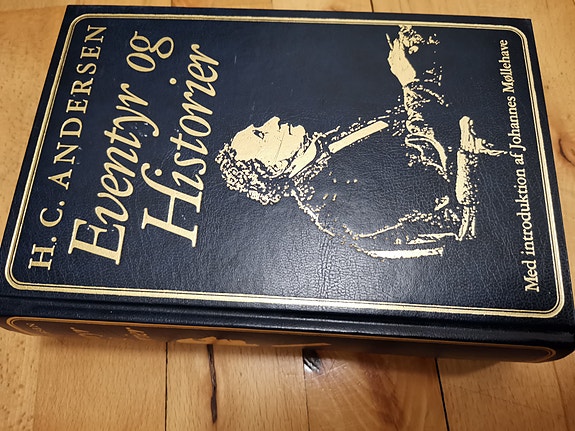 H. C. ANDERSEN
Eventyr og
Historier
Med introduktion af Johannes Møllehave